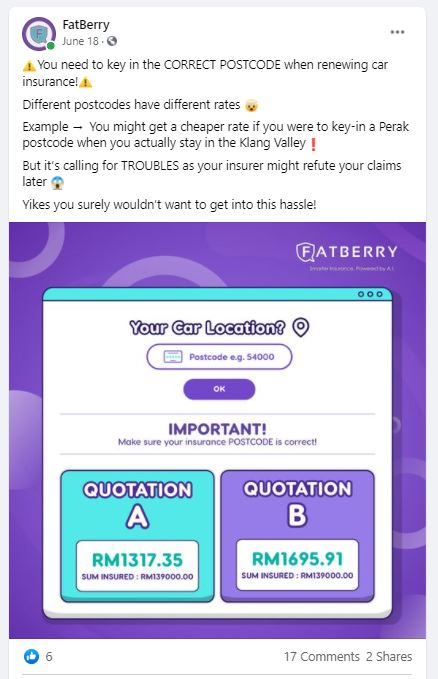 FatBerry
June 18 ·
⚠️You need to key in the CORRECT POSTCODE when renewing car
insurance!⚠️
Different postcodes have different rates 🤯
Example → You might get a cheaper rate if you were to key-in a Perak
postcode when you actually stay in the Klang Valley❗
But it's calling for TROUBLES as your insurer might refute your claims
later 😱
Yikes you surely wouldn't want to get into this hassle!
FATBERRY
Smarter Insurance. Powered by A.I.
Your Car Location?
Postcode e.g. 54000
OK
IMPORTANT!
Make sure your insurance POSTCODE is correct!
QUOTATION
A
RM1317.35
SUM INSURED : RM139000.00
QUOTATION
B
RM1695.91
SUM INSURED : RM139000.00
6
17 Comments 2 Shares